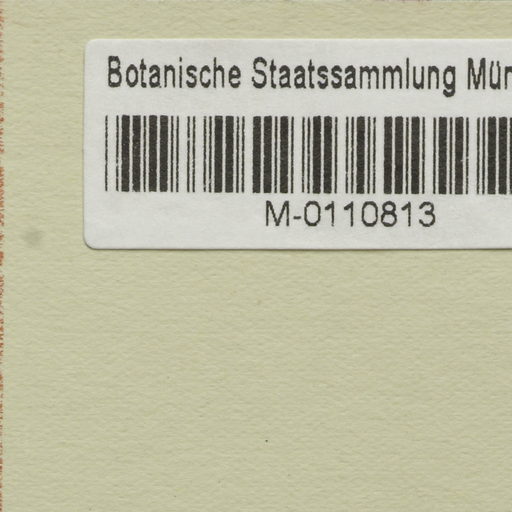 Botanische Staatssammlung Mün
M-0110813